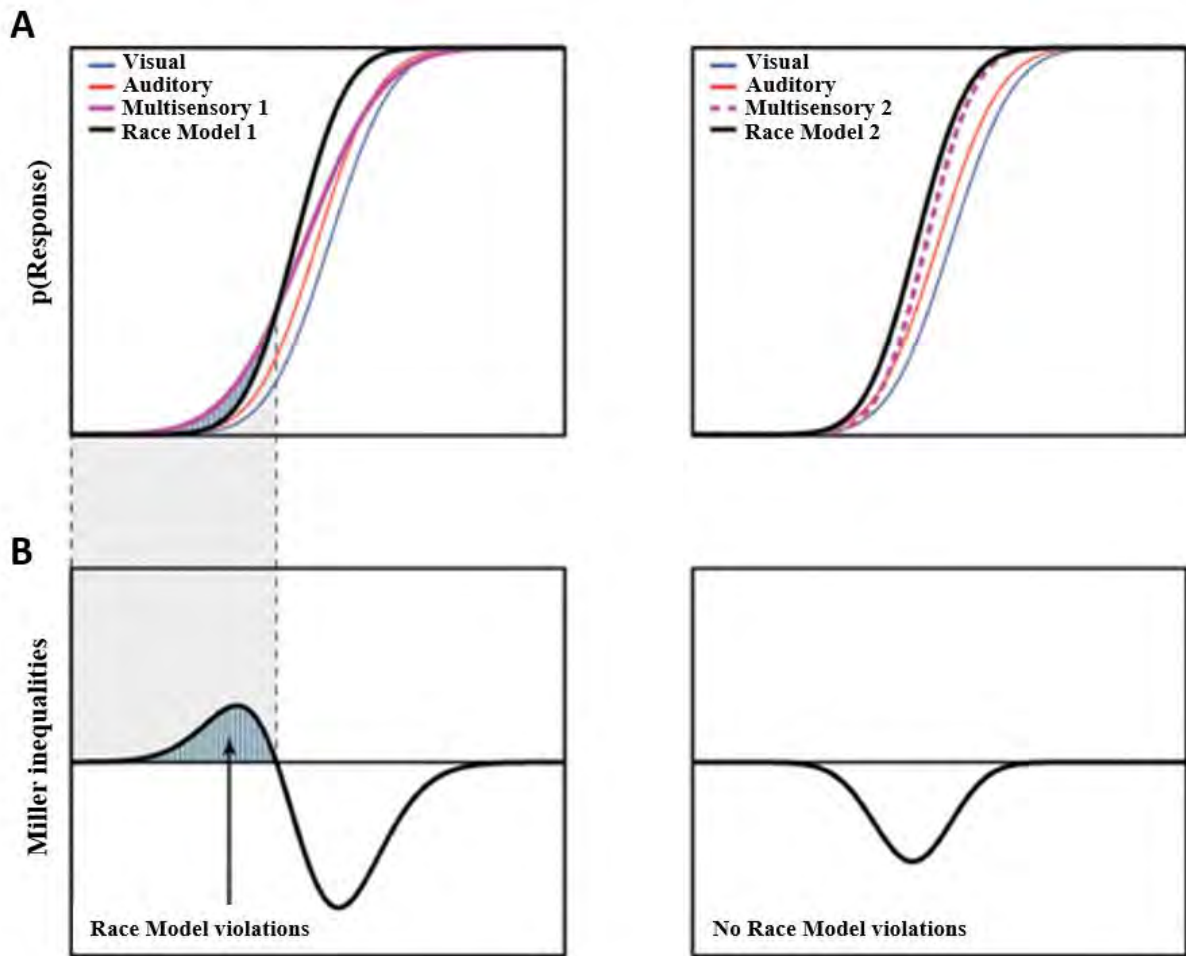 A
Visual
Auditory
Multisensory 1
Race Model 1
Visual
Auditory
Multisensory 2
Race Model 2
p(Response)
B
Miller inequalities
Race Model violations
No Race Model violations